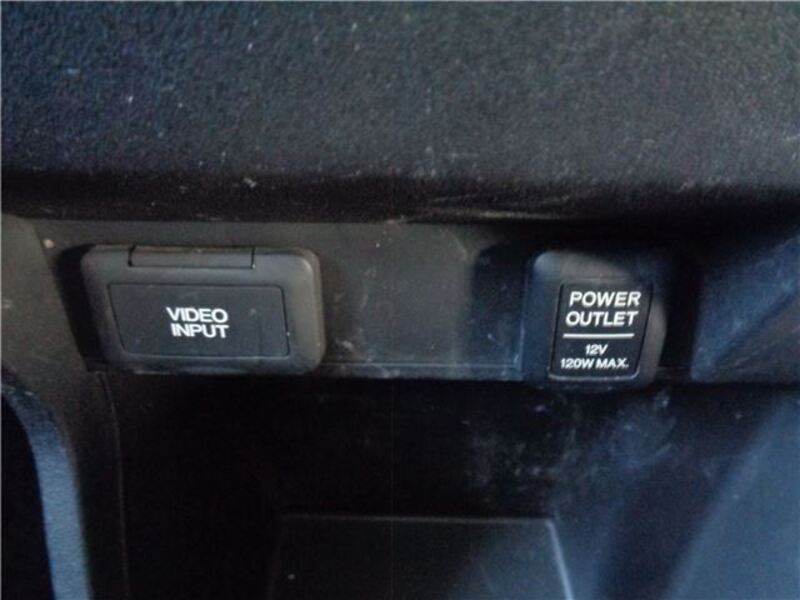 VIDEO
INPUT
POWER
OUTLET
12V
120W MAX.